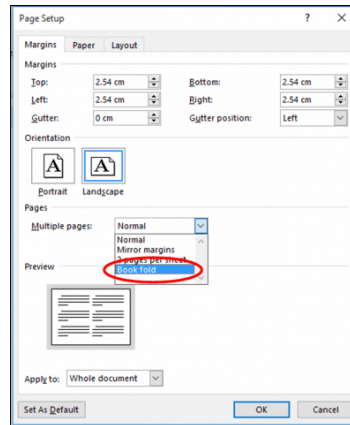 Page Setup ? X
Margins Paper Layout
Margins
Top: 2.54 cm Bottom: 2.54 cm
Left: 2.54 cm Right: 2.54 cm
Gutter: 0 cm Gutter position: Left
Orientation
A A
Portrait Landscape
Pages
Multiple pages: Normal
Normal
Mirror margins
2 pages per sheet
Book fold
Preview
Apply to: Whole document
Set As Default OK Cancel